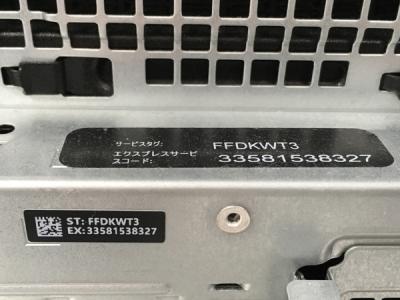 サービスタグ: FFDKWT3
エクスプレスサービ
スコード: 33581538327
ST: FFDKWT3
EX: 33581538327